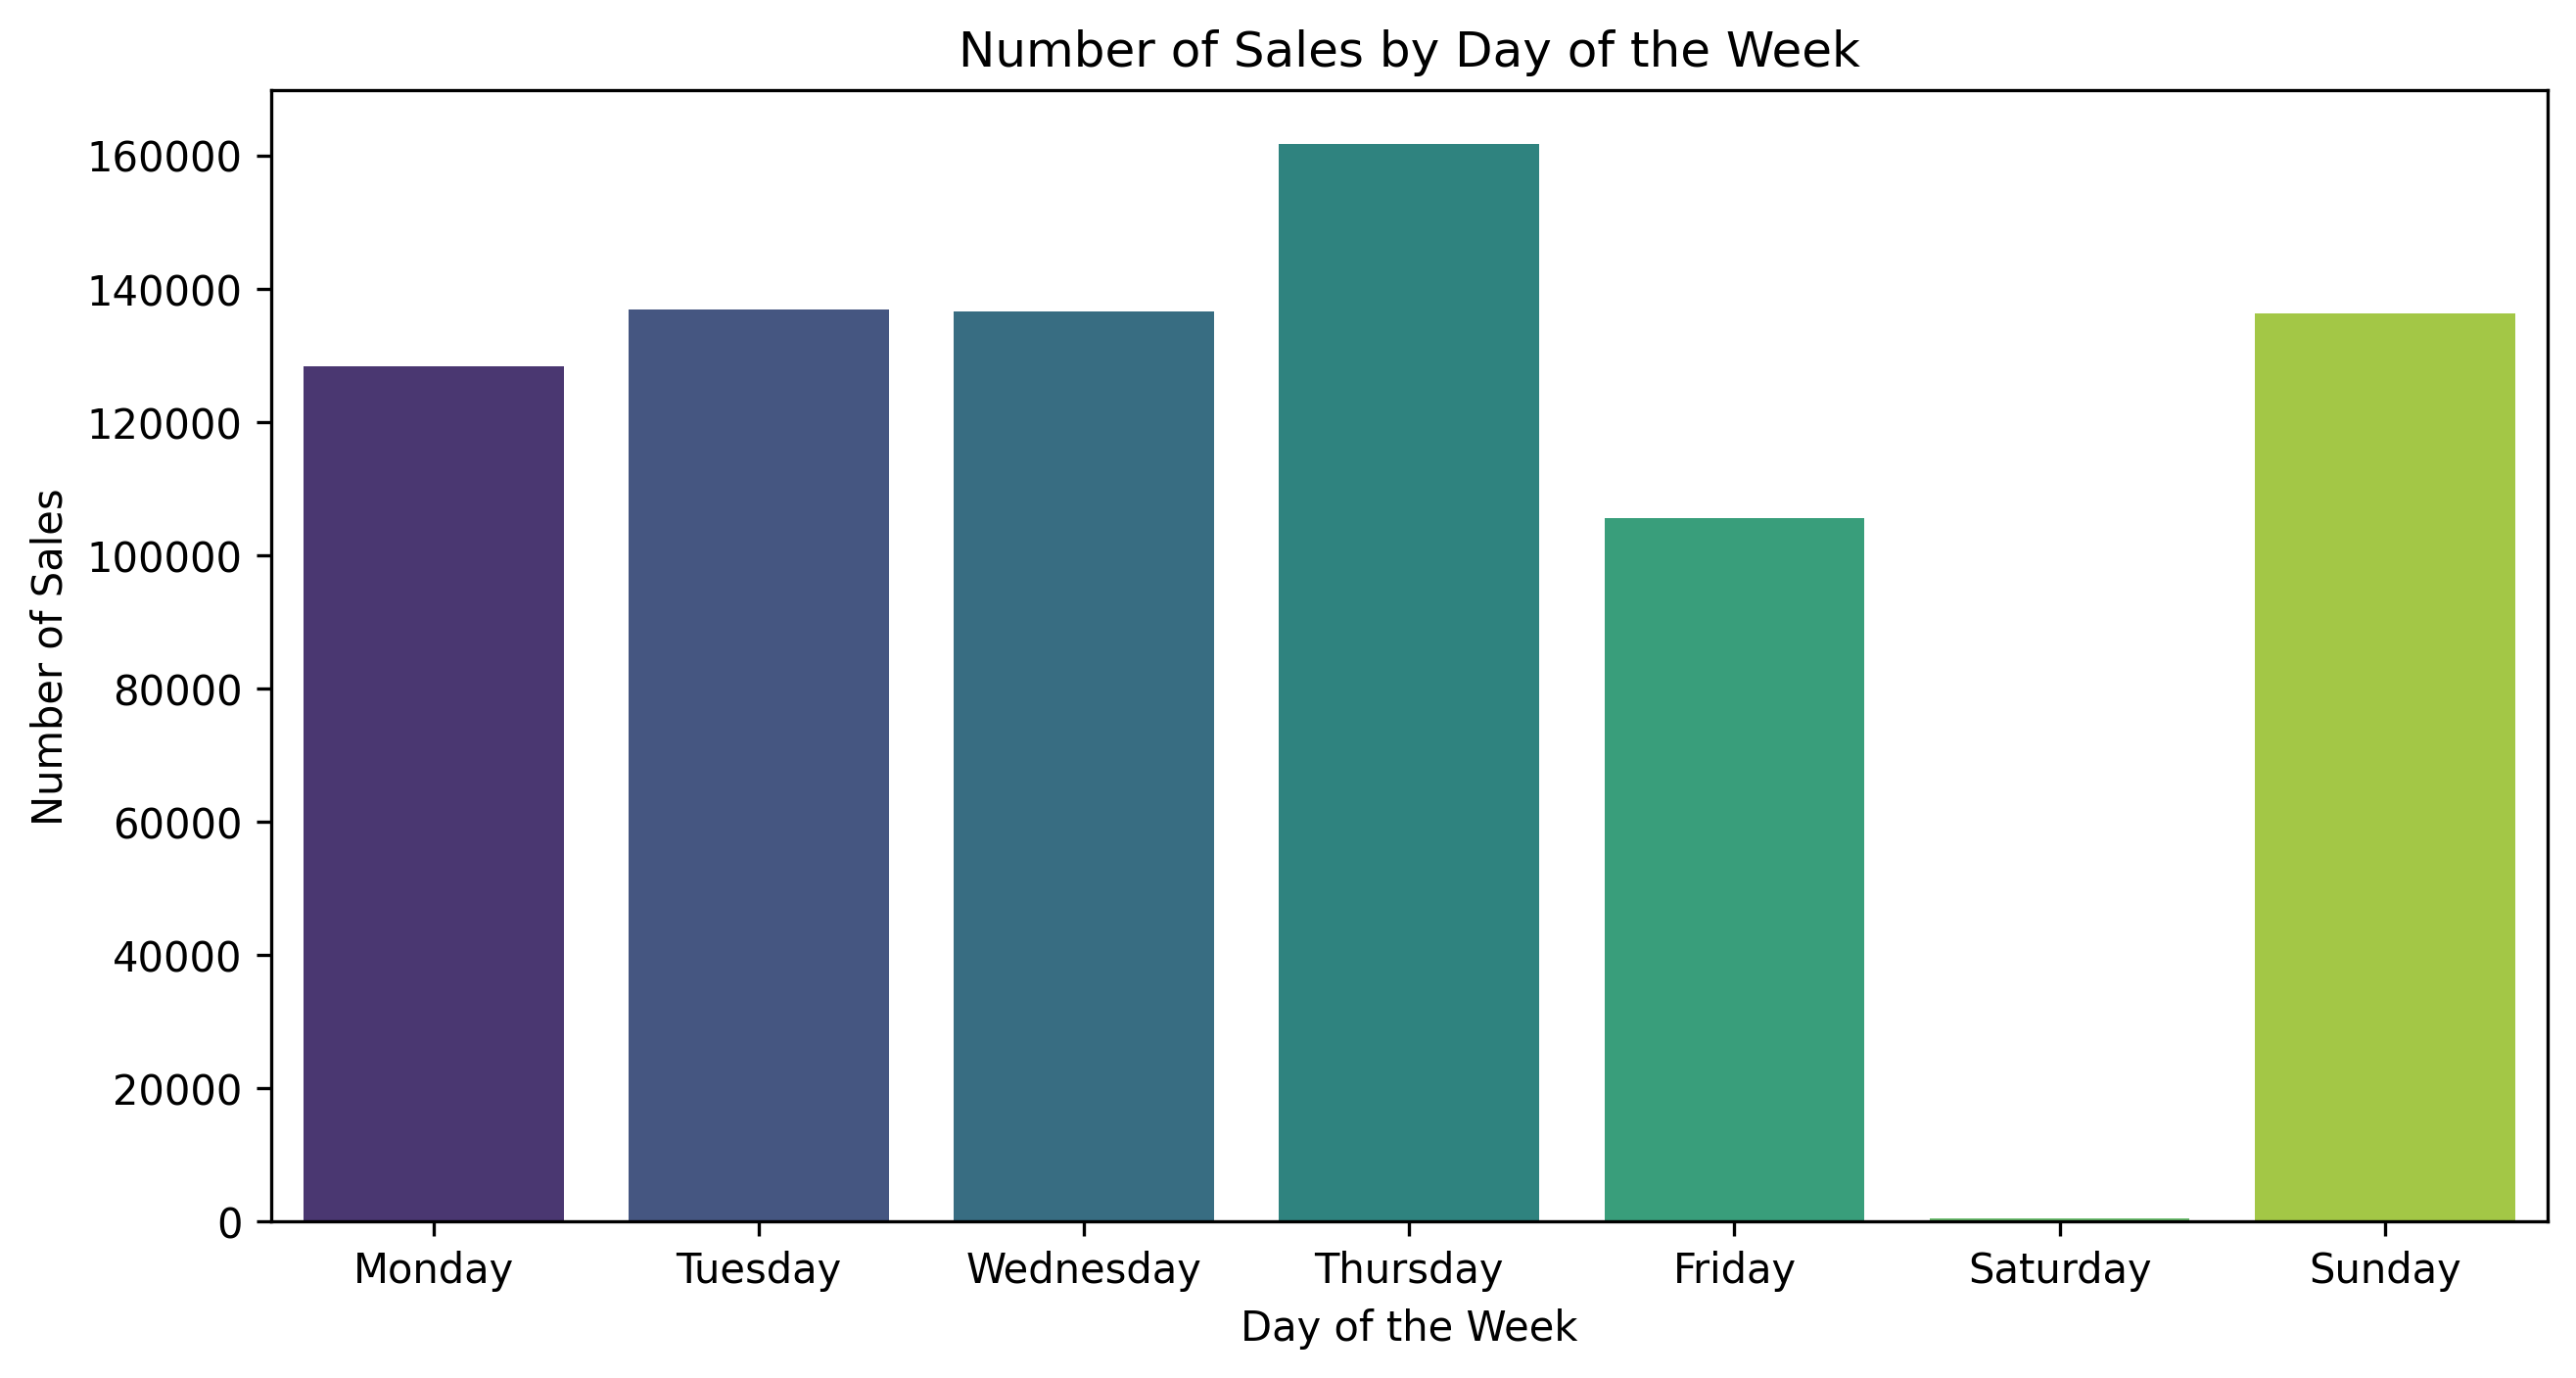 Number of Sales by Day of the Week
Number of Sales
160000
140000
120000
100000
80000
60000
40000
20000
0
Monday Tuesday Wednesday Thursday Friday Saturday Sunday
Day of the Week